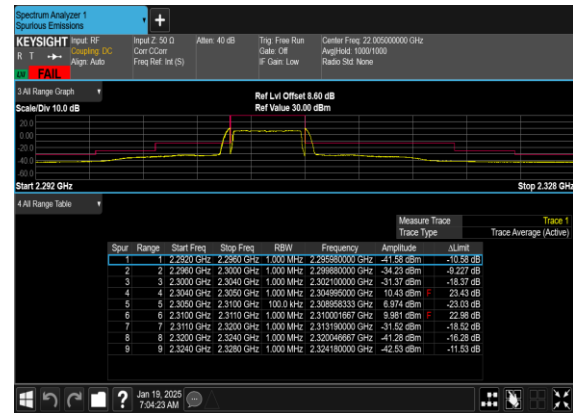 Spectrum Analyzer 1
Spurious Emissions
KEYSIGHT Input: RF Input Z: 50 Ω Atten: 40 dB Trig: Free Run Center Freq: 22.005000000 GHz
R T Coupling: DC Corr CCorr Gate: Off Avg|Hold: 1000/1000
Align: Auto Freq Ref: Int (S) IF Gain: Low Radio Std: None
LV FAIL
3.All Range Graph
Ref Lvl Offset 8.60 dB
Scale/Div 10.0 dB Ref Value 30.00 dBm
20.0
0.00
-20.0
-40.0
-60.0
Start 2.292 GHz Stop 2.328 GHz
4.All Range Table
Measure Trace Trace 1
Trace Type Trace Average (Active)
Spur Range Start Freq Stop Freq RBW Frequency Amplitude ΔLimit
1 1 2.2920 GHz 2.2960 GHz 1.000 MHz 2.295980000 GHz -41.58 dBm -10.58 dB
2 2 2.2960 GHz 2.3000 GHz 1.000 MHz 2.299880000 GHz -34.23 dBm -9.227 dB
3 3 2.3000 GHz 2.3040 GHz 1.000 MHz 2.302100000 GHz -31.37 dBm -18.37 dB
4 4 2.3040 GHz 2.3050 GHz 1.000 MHz 2.304995000 GHz 10.43 dBm F 23.43 dB
5 5 2.3050 GHz 2.3100 GHz 100.0 kHz 2.308958333 GHz 6.974 dBm -23.03 dB
6 6 2.3100 GHz 2.3110 GHz 1.000 MHz 2.310001667 GHz 9.981 dBm F 22.98 dB
7 7 2.3110 GHz 2.3200 GHz 1.000 MHz 2.313190000 GHz -31.52 dBm -18.52 dB
8 8 2.3200 GHz 2.3240 GHz 1.000 MHz 2.320046667 GHz -41.28 dBm -16.28 dB
9 9 2.3240 GHz 2.3280 GHz 1.000 MHz 2.324180000 GHz -42.53 dBm -11.53 dB
? Jan 19, 2025
7:04:23 AM